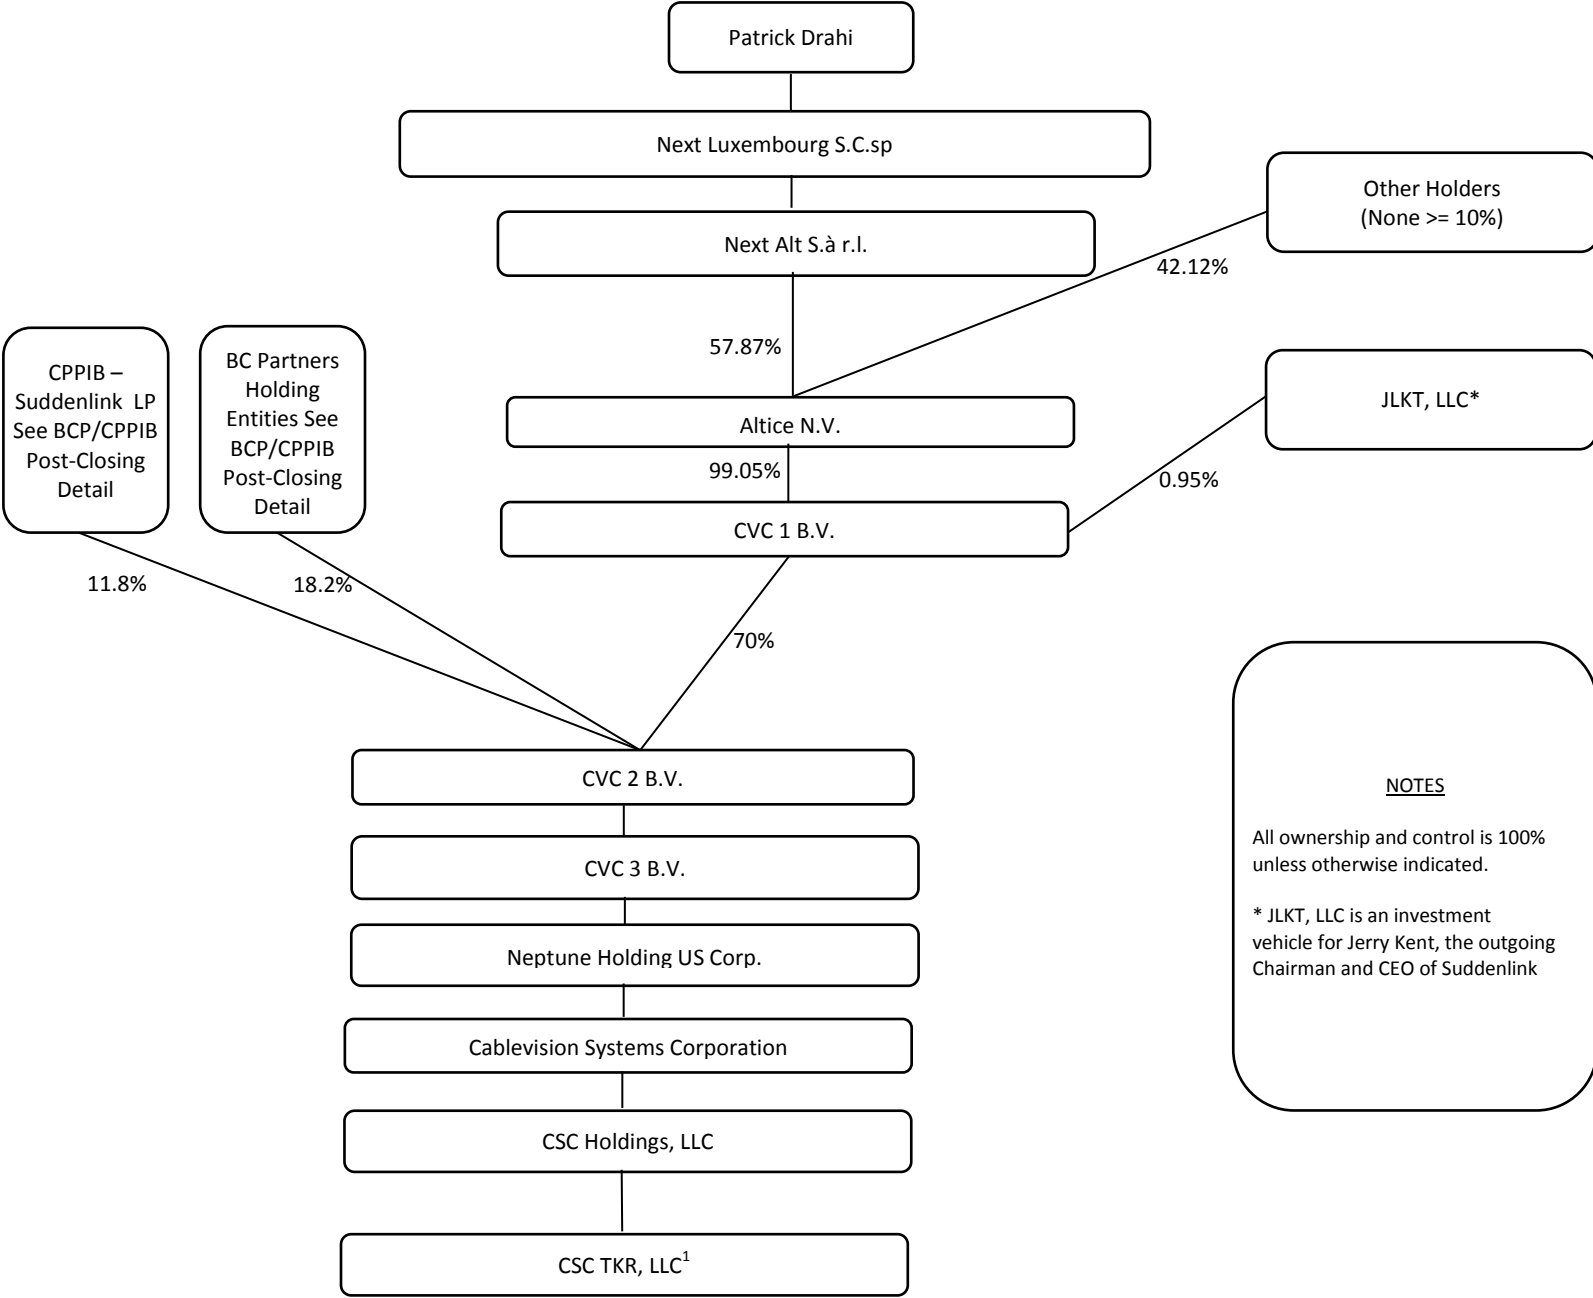 Patrick Drahi
Next Luxembourg S.C.sp
Other Holders
(None >= 10%)
Next Alt S.à r.l.
42.12%
57.87%
CPPIB –
Suddenlink LP
See BCP/CPPIB
Post-Closing
Detail
BC Partners
Holding
Entities See
BCP/CPPIB
Post-Closing
Detail
JLKT, LLC*
Altice N.V.
99.05%
0.95%
CVC 1 B.V.
11.8%
18.2%
70%
CVC 2 B.V.
CVC 3 B.V.
Neptune Holding US Corp.
Cablevision Systems Corporation
CSC Holdings, LLC
CSC TKR, LLC¹
NOTES
All ownership and control is 100%
unless otherwise indicated.
* JLKT, LLC is an investment
vehicle for Jerry Kent, the outgoing
Chairman and CEO of Suddenlink